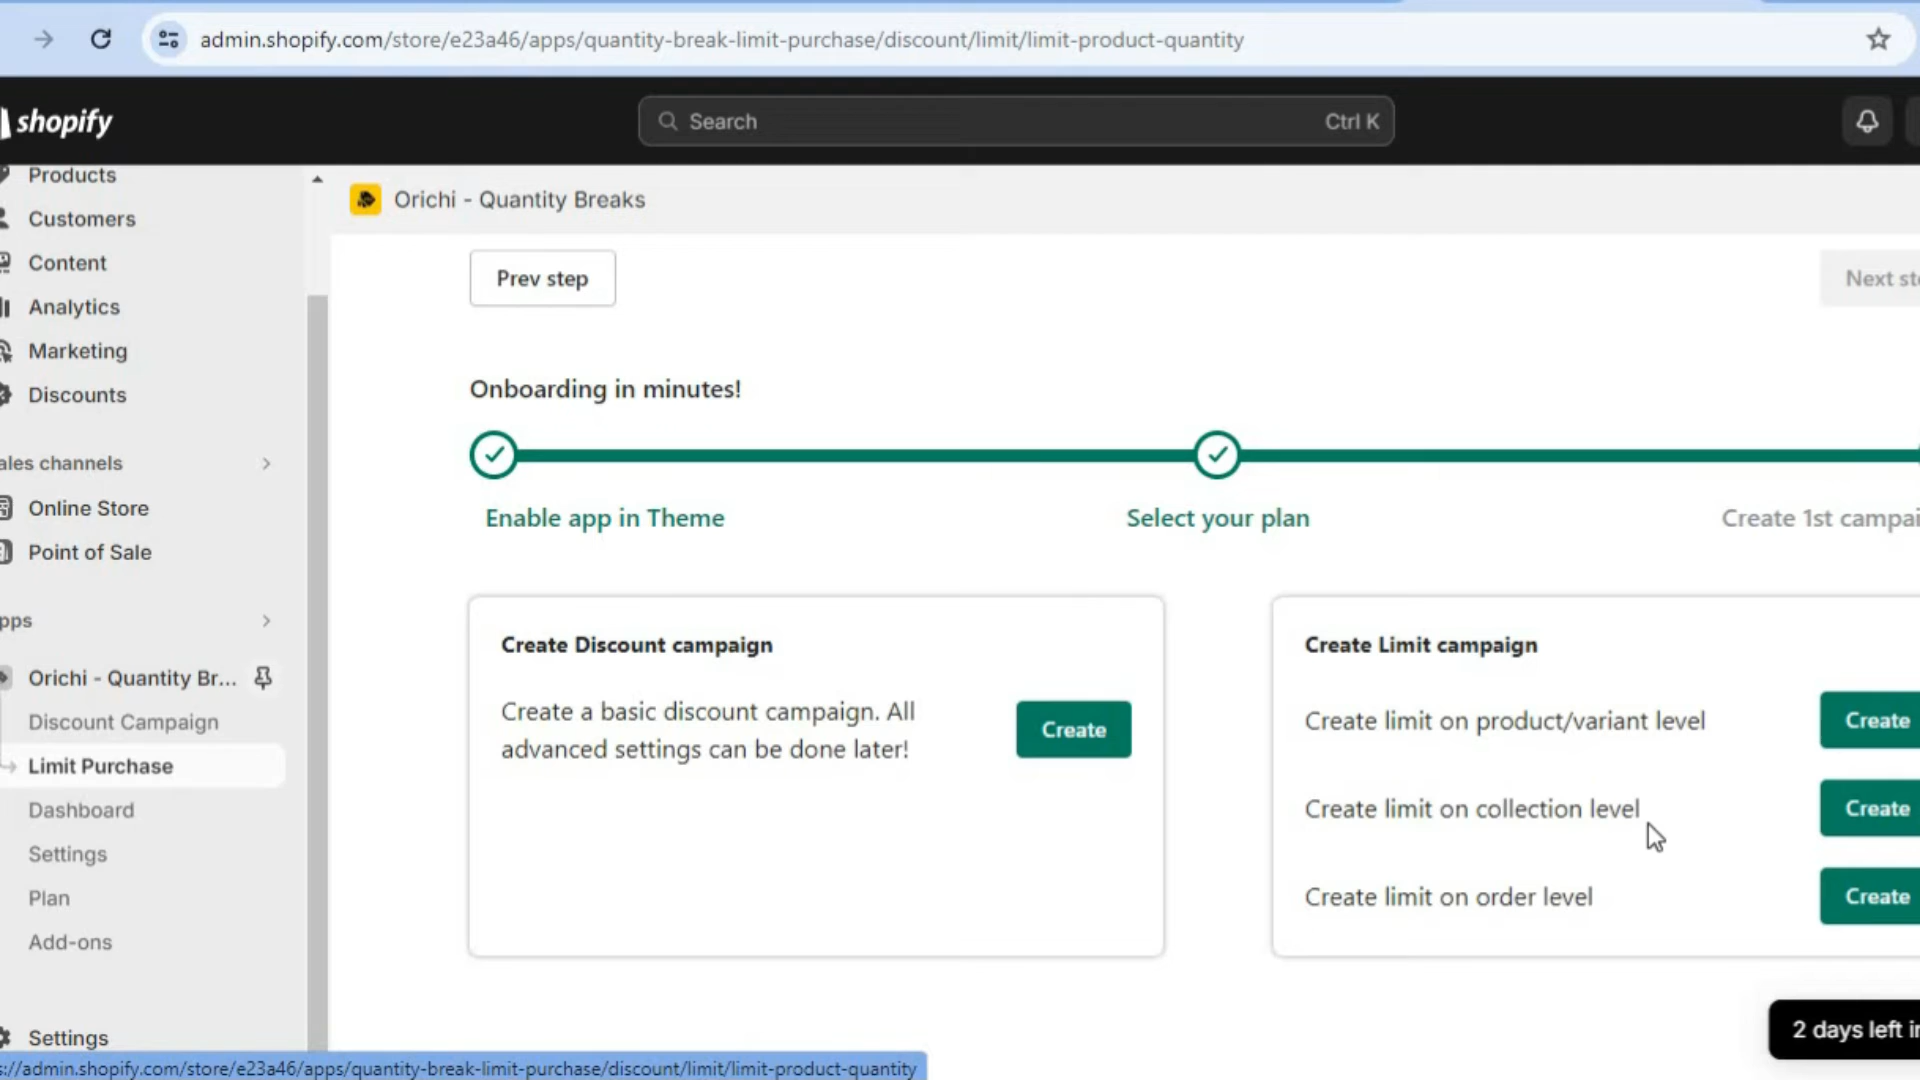 admin.shopify.com/store/e23a46/apps/quantity-break-limit-purchase/discount/limit/limit-product-quantity
shopify
Search
Ctrl K
Products
Customers
Content
Analytics
Marketing
Discounts
ales channels
Online Store
Point of Sale
pps
Orichi - Quantity Br...
Discount Campaign
Limit Purchase
Dashboard
Settings
Plan
Add-ons
Settings
Orichi - Quantity Breaks
Prev step
Next ste
Onboarding in minutes!
Enable app in Theme
Select your plan
Create 1st campai
Create Discount campaign
Create a basic discount campaign. All
advanced settings can be done later!
Create
Create Limit campaign
Create limit on product/variant level
Create
Create limit on collection level
Create
Create limit on order level
Create
2 days left in
s://admin.shopify.com/store/e23a46/apps/quantity-break-limit-purchase/discount/limit/limit-product-quantity